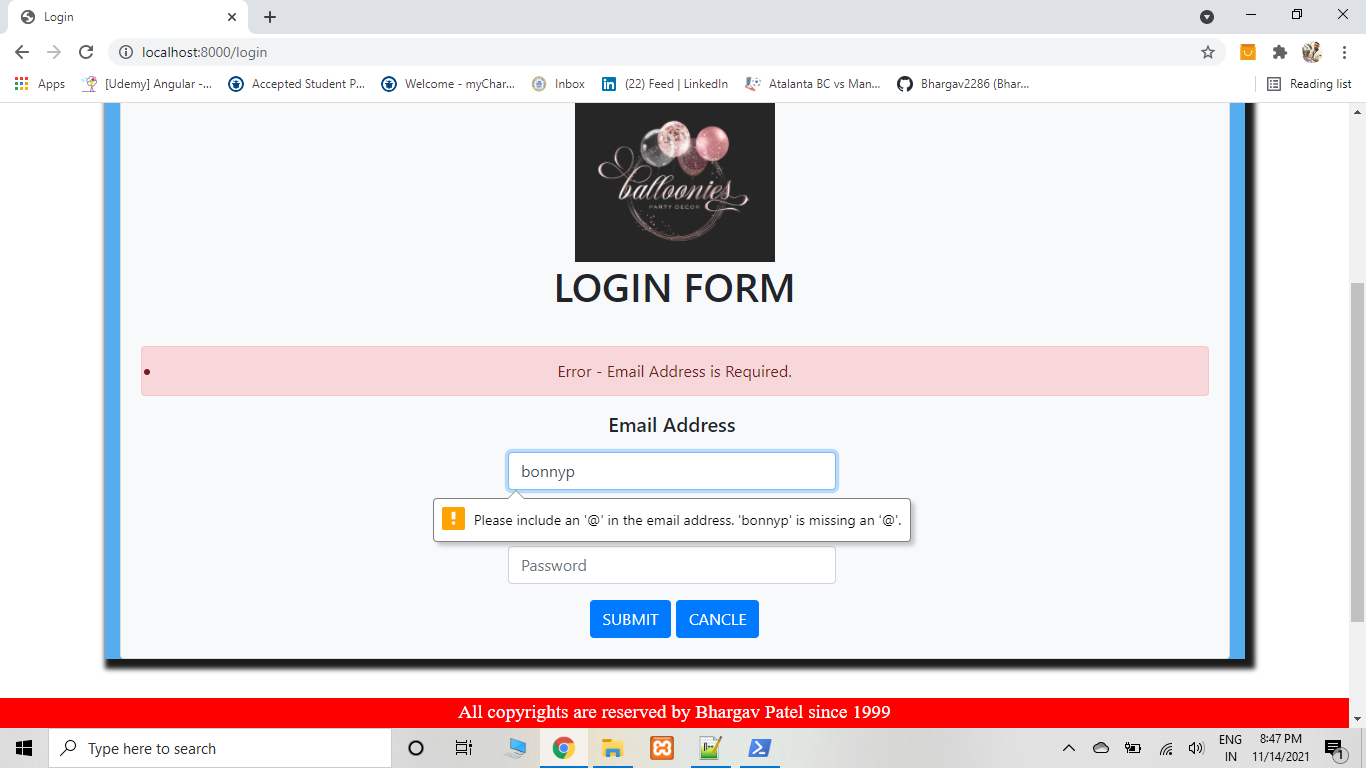 Login
localhost:8000/login
Apps
[Udemy] Angular -...
Accepted Student P...
Welcome - myChar...
Inbox
(22) Feed | LinkedIn
Atalanta BC vs Man...
Bhargav2286 (Bhar...
Reading list
balloonies
PARTY DECOR
LOGIN FORM
Error - Email Address is Required.
Email Address
bonnyp
Please include an '@' in the email address. 'bonnyp' is missing an '@'.
Password
SUBMIT CANCLE
All copyrights are reserved by Bhargav Patel since 1999
Type here to search
ENG
IN
8:47 PM
11/14/2021
1